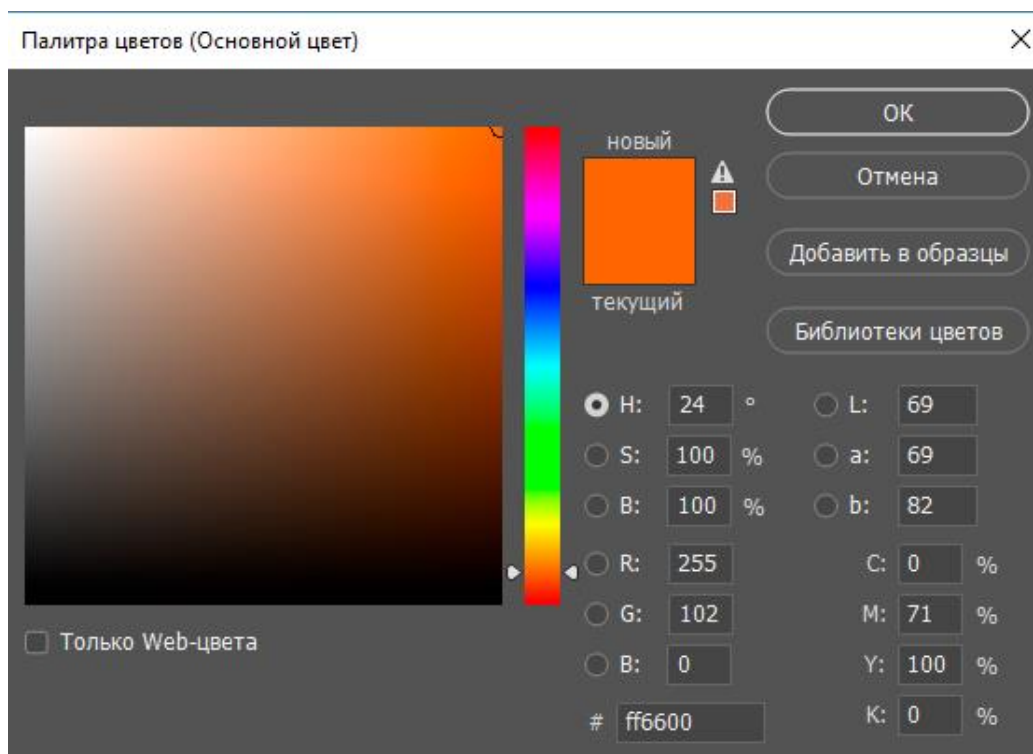 Палитра цветов (Основной цвет)
новый
текущий
ОК
Отмена
Добавить в образцы
Библиотеки цветов
H: 24 °
S: 100 %
B: 100 %
R: 255
G: 102
B: 0
# ff6600
L: 69
a: 69
b: 82
C: 0 %
M: 71 %
Y: 100 %
K: 0 %
Только Web-цвета